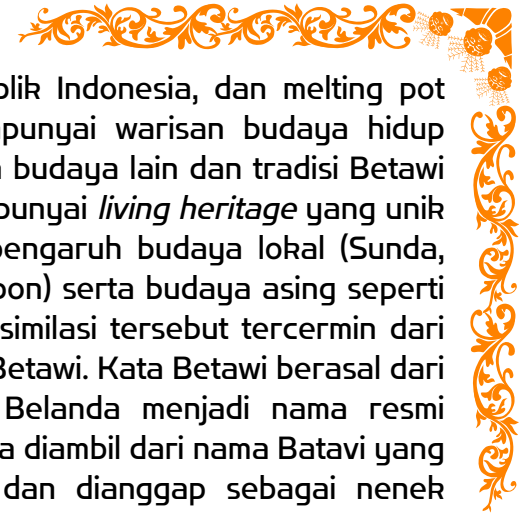 blik Indonesia, dan melting pot
punyai warisan budaya hidup
budaya lain dan tradisi Betawi
punyai living heritage yang unik
pengaruh budaya lokal (Sunda,
bon) serta budaya asing seperti
similasi tersebut tercermin dari
Betawi. Kata Betawi berasal dari
Belanda menjadi nama resmi
a diambil dari nama Batavi yang
dan dianggap sebagai nenek